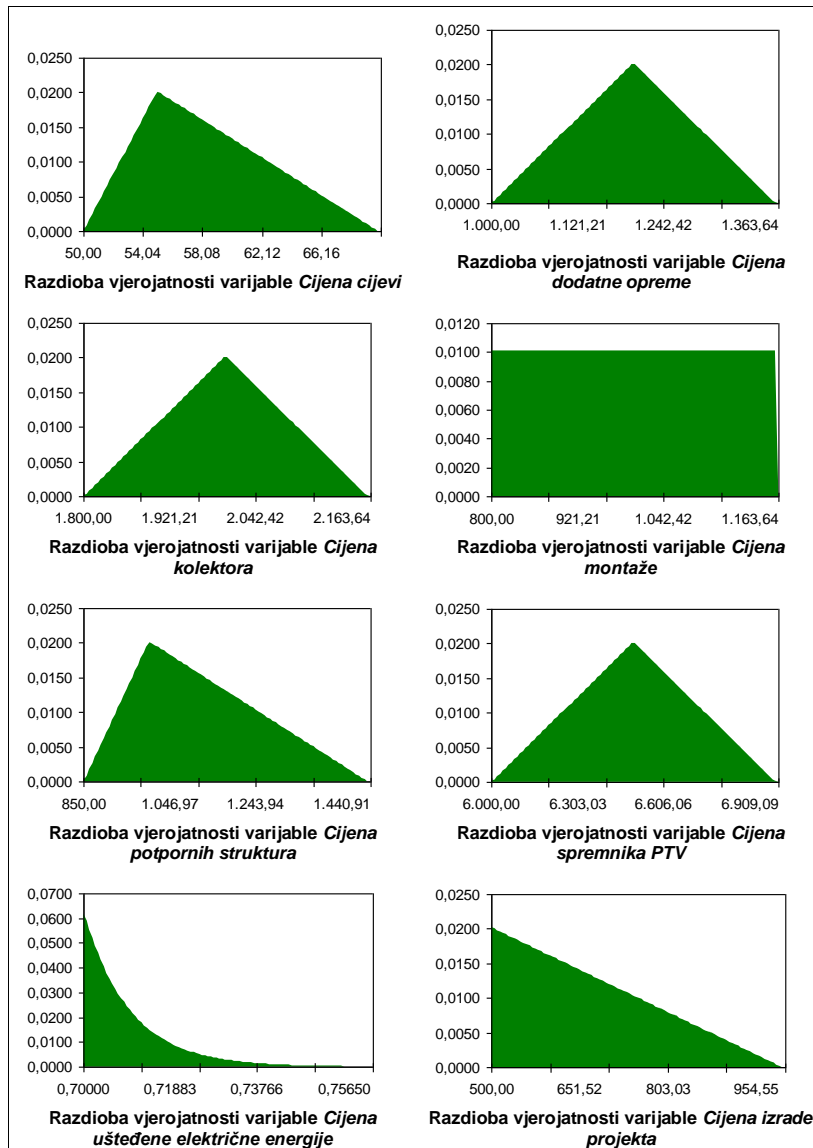 0,0250
0,0200
0,0150
0,0100
0,0050
0,0000
50,00 54,04 58,08 62,12 66,16
Razdioba vjerojatnosti varijable Cijena cijevi
0,0250
0,0200
0,0150
0,0100
0,0050
0,0000
1.000,00 1.121,21 1.242,42 1.363,64
Razdioba vjerojatnosti varijable Cijena
dodatne opreme
0,0250
0,0200
0,0150
0,0100
0,0050
0,0000
1.800,00 1.921,21 2.042,42 2.163,64
Razdioba vjerojatnosti varijable Cijena
kolektora
0,0120
0,0100
0,0080
0,0060
0,0040
0,0020
0,0000
800,00 921,21 1.042,42 1.163,64
Razdioba vjerojatnosti varijable Cijena
montaže
0,0250
0,0200
0,0150
0,0100
0,0050
0,0000
850,00 1.046,97 1.243,94 1.440,91
Razdioba vjerojatnosti varijable Cijena
potpornih struktura
0,0250
0,0200
0,0150
0,0100
0,0050
0,0000
6.000,00 6.303,03 6.606,06 6.909,09
Razdioba vjerojatnosti varijable Cijena
spremnika PTV
0,0700
0,0600
0,0500
0,0400
0,0300
0,0200
0,0100
0,0000
0,70000 0,71883 0,73766 0,75650
Razdioba vjerojatnosti varijable Cijena
ušteđene električne energije
0,0250
0,0200
0,0150
0,0100
0,0050
0,0000
500,00 651,52 803,03 954,55
Razdioba vjerojatnosti varijable Cijena izrade
projekta